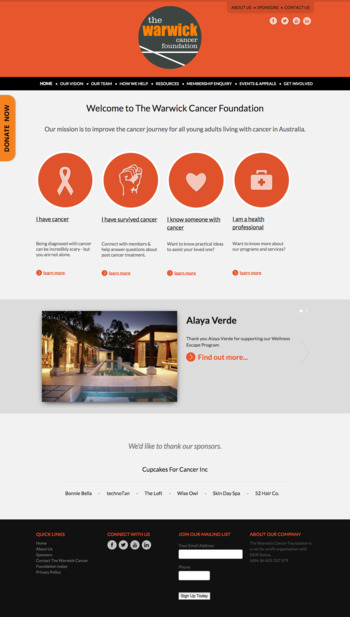 ABOUT US • SPONSORS • CONTACT US
the
warwick
cancer
foundation
HOME • OUR VISION • OUR TEAM • HOW WE HELP • RESOURCES • MEMBERSHIP ENQUIRY • EVENTS & APPEALS • GET INVOLVED
DONATE NOW
Welcome to The Warwick Cancer Foundation
Our mission is to improve the cancer journey for all young adults living with cancer in Australia.
I have cancer
Being diagnosed with cancer
can be incredibly scary - but
you are not alone.
learn more
I have survived cancer
Connect with members &
help answer questions about
post cancer treatment.
learn more
I know someone with
cancer
Want to know practical ideas
to assist your loved one?
learn more
I am a health
professional
Want to know more about
our programs and services?
learn more
Alaya Verde
Thank you Alaya Verde for supporting our Wellness
Escape Program
Find out more...
We'd like to thank our sponsors.
Cupcakes For Cancer Inc
Bonnie Bella - technoTan - The Loft - Wise Owl - Skin Day Spa - 52 Hair Co.
QUICK LINKS
Home
About Us
Sponsors
Contact The Warwick Cancer
Foundation today
Privacy Policy
CONNECT WITH US
JOIN OUR MAILING LIST
Your Email Address
Phone
Sign Up Today
ABOUT OUR COMPANY
The Warwick Cancer Foundation is
a not for profit organisation with
DGR Status.